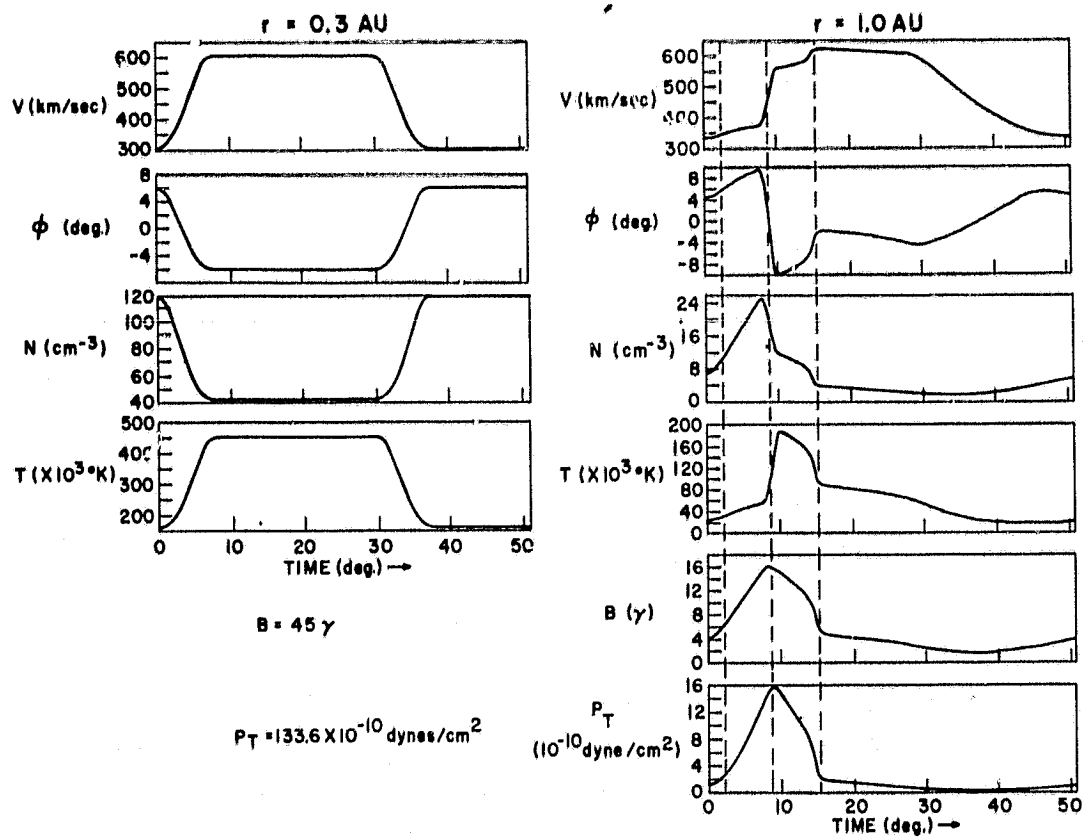 r = 0.3 AU
600
500
400
300
V (km/sec)
8
4
0
-4
ϕ (deg.)
120
100
80
60
40
N (cm⁻³)
500
400
300
200
T (X10³ °K)
0 10 20 30 40 50
TIME (deg.) →
B = 45 γ
P_T = 133.6 X 10⁻¹⁰ dynes/cm²
r = 1.0 AU
600
500
400
300
V (km/sec)
8
4
0
-4
-8
ϕ (deg.)
24
16
8
0
N (cm⁻³)
200
160
120
80
40
0
T (X10³ °K)
16
12
8
4
0
B (γ)
16
12
8
4
0
P_T
(10⁻¹⁰ dyne/cm²)
0 10 20 30 40 50
TIME (deg.) →